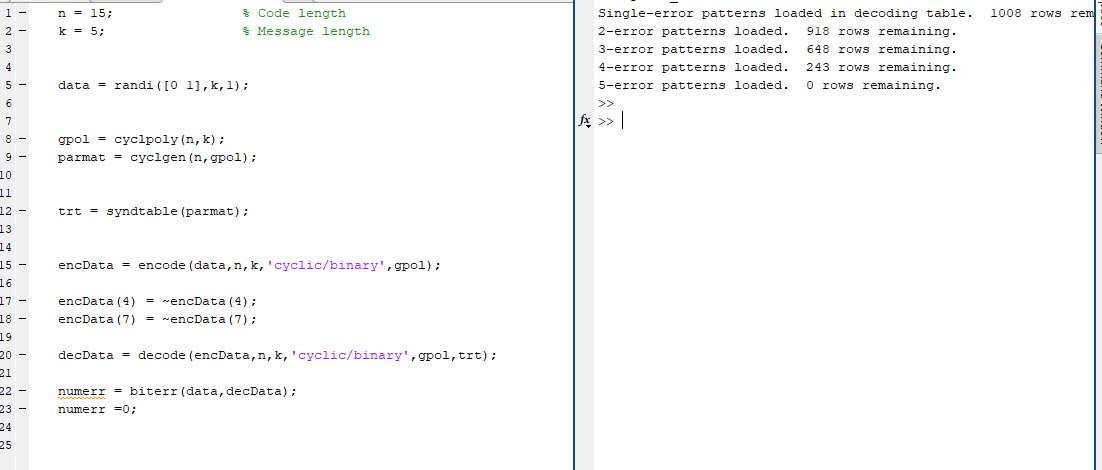 1 – n = 15; % Code length
2 – k = 5; % Message length
3
4
5 – data = randi([0 1],k,1);
6
7
8 – gpol = cyclpoly(n,k);
9 – parmat = cyclgen(n,gpol);
10
11
12 – trt = syndtable(parmat);
13
14
15 – encData = encode(data,n,k,'cyclic/binary',gpol);
16
17 – encData(4) = ~encData(4);
18 – encData(7) = ~encData(7);
19
20 – decData = decode(encData,n,k,'cyclic/binary',gpol,trt);
21
22 – numerr = biterr(data,decData);
23 – numerr =0;
24
25
Single-error patterns loaded in decoding table.  1008 rows rem
2-error patterns loaded.  918 rows remaining.
3-error patterns loaded.  648 rows remaining.
4-error patterns loaded.  243 rows remaining.
5-error patterns loaded.  0 rows remaining.
>>
fx >>